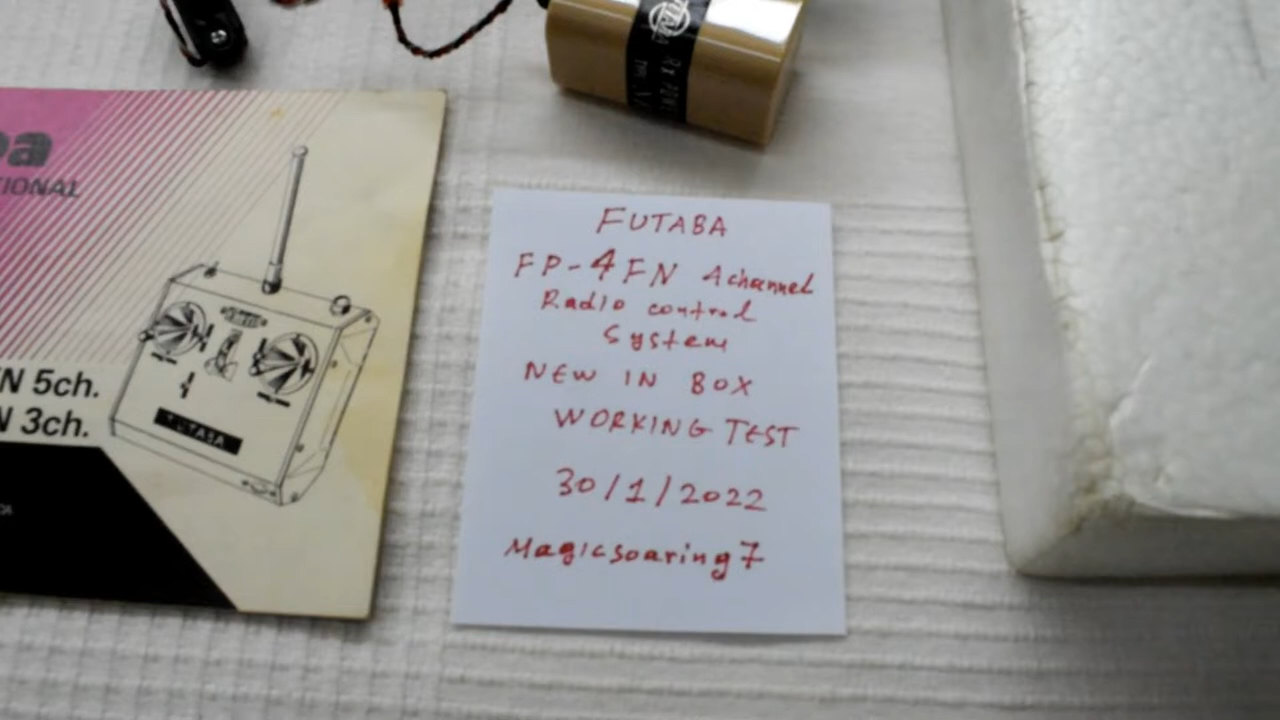 FUTABA
FP-4FN 4channel
Radio control
System
NEW IN BOX
WORKING TEST
30/1/2022
Magicsoaring7
ba
TIONAL
N 5ch.
N 3ch.
FUTABA